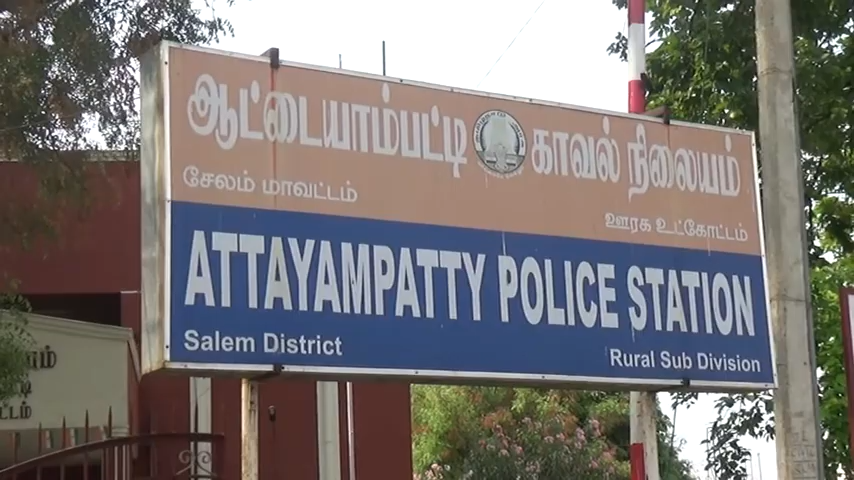 ஆட்டையாம்பட்டி காவல் நிலையம்
சேலம் மாவட்டம்
ஊரக உட்கோட்டம்
ATTAYAMPATTY POLICE STATION
Salem District
Rural Sub Division